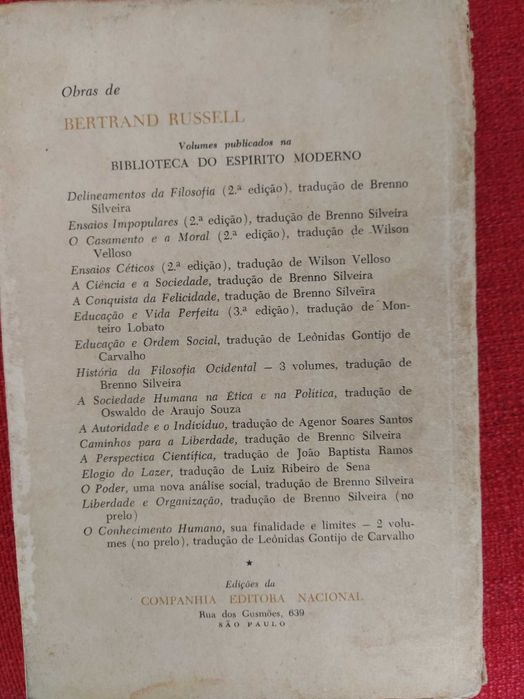 Obras de
BERTRAND RUSSELL
Volumes publicados na
BIBLIOTECA DO ESPIRITO MODERNO
Delineamentos da Filosofia (2.ª edição), tradução de Brenno
Silveira
Ensaios Impopulares (2.ª edição), tradução de Brenno Silveira
O Casamento e a Moral (2.ª edição), tradução de Wilson
Velloso
Ensaios Céticos (2.ª edição), tradução de Wilson Velloso
A Ciência e a Sociedade, tradução de Brenno Silveira
A Conquista da Felicidade, tradução de Brenno Silveira
Educação e Vida Perfeita (3.ª edição), tradução de Mon-
teiro Lobato
Educação e Ordem Social, tradução de Leônidas Gontijo de
Carvalho
História da Filosofia Ocidental — 3 volumes, tradução de
Brenno Silveira
A Sociedade Humana na Ética e na Política, tradução de
Oswaldo de Araujo Souza
A Autoridade e o Indivíduo, tradução de Agenor Soares Santos
Caminhos para a Liberdade, tradução de Brenno Silveira
A Perspectiva Científica, tradução de João Baptista Ramos
Elogio do Lazer, tradução de Luiz Ribeiro de Sena
O Poder, uma nova análise social, tradução de Brenno Silveira
Liberdade e Organização, tradução de Brenno Silveira (no
prelo)
O Conhecimento Humano, sua finalidade e limites — 2 volu-
mes (no prelo), tradução de Leônidas Gontijo de Carvalho
★
Edições da
COMPANHIA EDITORA NACIONAL
Rua dos Gusmões, 639
SÃO PAULO